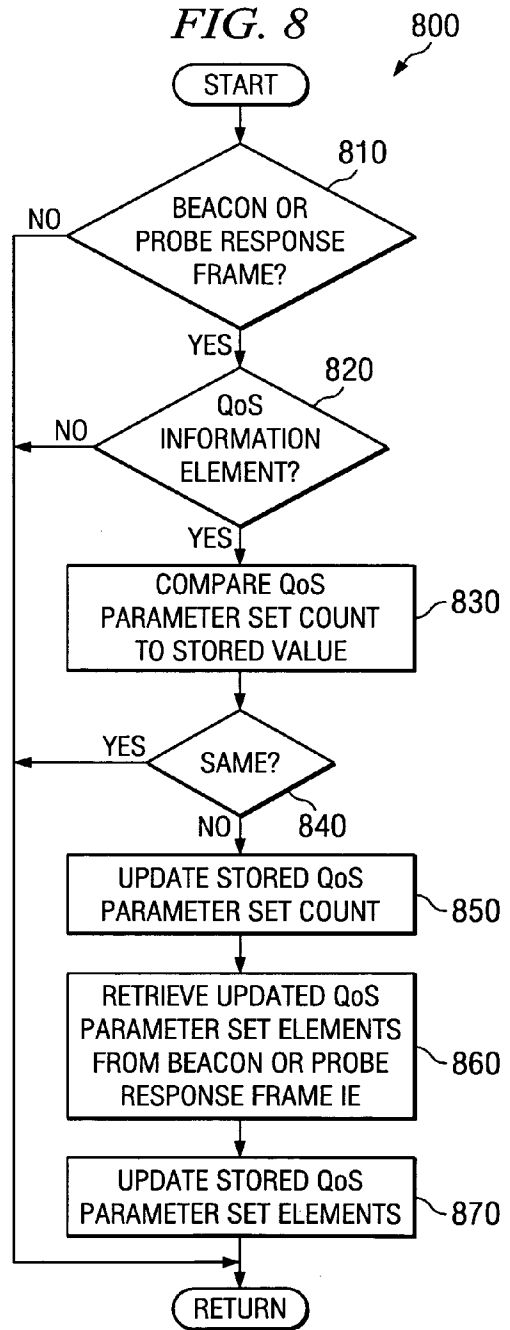 FIG. 8
800
START
810
BEACON OR
PROBE RESPONSE
FRAME?
NO
YES
820
QoS
INFORMATION
ELEMENT?
NO
YES
COMPARE QoS
PARAMETER SET COUNT
TO STORED VALUE
830
YES
SAME?
840
NO
UPDATE STORED QoS
PARAMETER SET COUNT
850
RETRIEVE UPDATED QoS
PARAMETER SET ELEMENTS
FROM BEACON OR PROBE
RESPONSE FRAME IE
860
UPDATE STORED QoS
PARAMETER SET ELEMENTS
870
RETURN